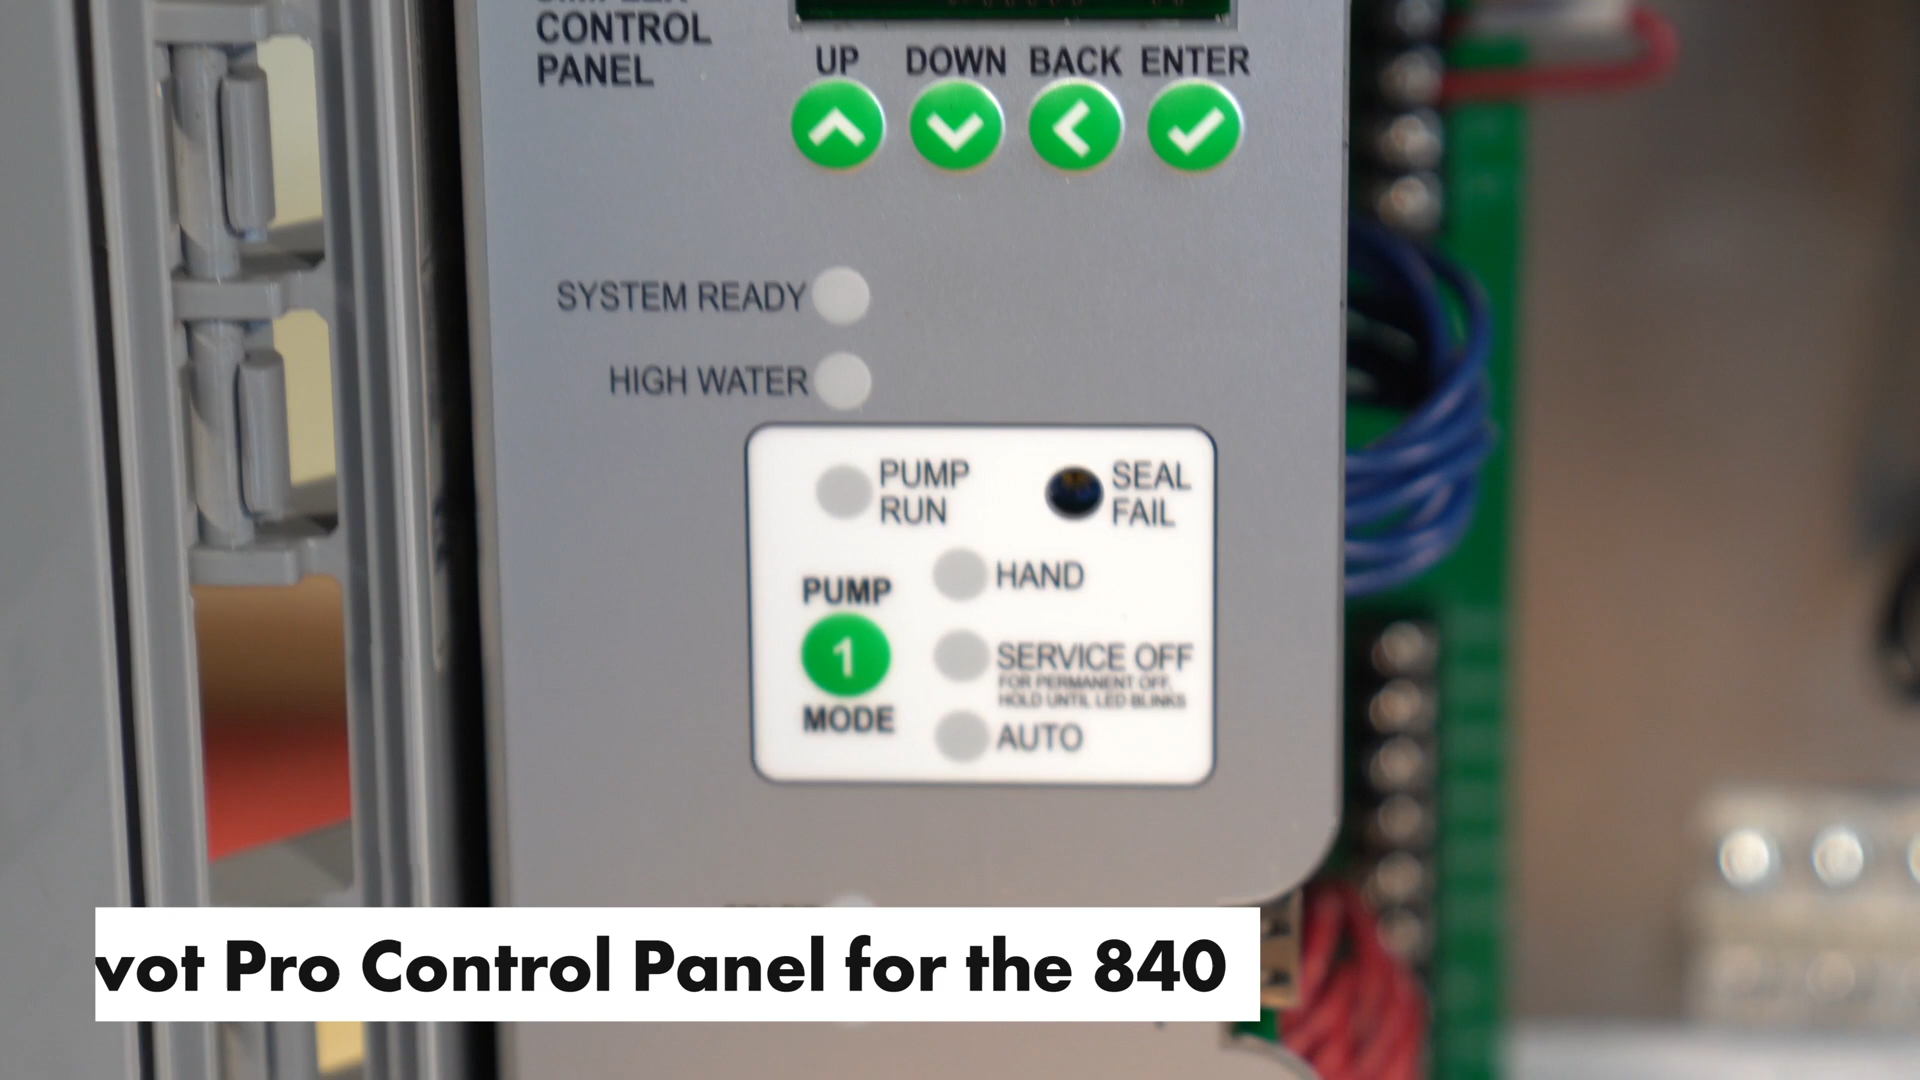 CONTROL
PANEL
UP DOWN BACK ENTER
SYSTEM READY
HIGH WATER
PUMP
RUN
SEAL
FAIL
HAND
PUMP
1
MODE
SERVICE OFF
FOR PERMANENT OFF,
HOLD UNTIL LED BLINKS
AUTO
vot Pro Control Panel for the 840